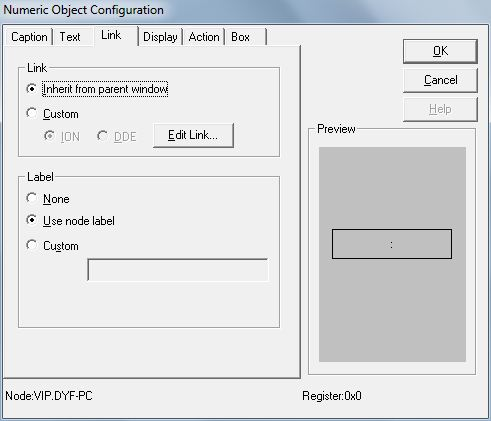 Numeric Object Configuration
Caption Text Link Display Action Box
OK
Cancel
Help
Link
Inherit from parent window
Custom
ION DDE Edit Link...
Label
None
Use node label
Custom
Preview
:
Node:VIP.DYF-PC Register:0x0